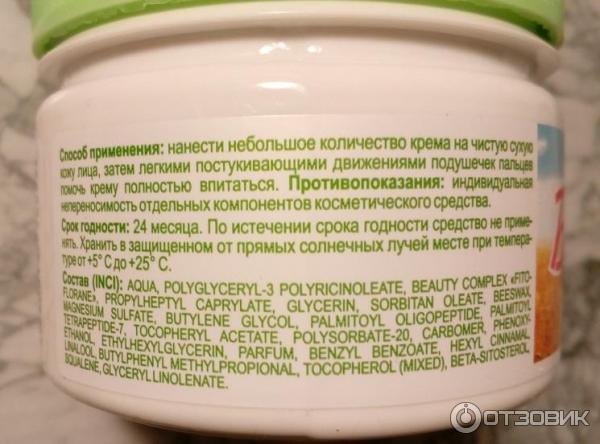 Способ применения: нанести небольшое количество крема на чистую сухую
кожу лица, затем легкими постукивающими движениями подушечек пальцев
помочь крему полностью впитаться. Противопоказания: индивидуальная
непереносимость отдельных компонентов косметического средства.
Срок годности: 24 месяца. По истечении срока годности средство не приме-
нять. Хранить в защищенном от прямых солнечных лучей месте при темпера-
туре от +5° С до +25° С.
Состав (INCI): AQUA, POLYGLYCERYL-3 POLYRICINOLEATE, BEAUTY COMPLEX «FITO-
FLORANE», PROPYLHEPTYL CAPRYLATE, GLYCERIN, SORBITAN OLEATE, BEESWAX,
MAGNESIUM SULFATE, BUTYLENE GLYCOL, PALMITOYL OLIGOPEPTIDE, PALMITOYL
TETRAPEPTIDE-7, TOCOPHERYL ACETATE, POLYSORBATE-20, CARBOMER, PHENOXY-
ETHANOL, ETHYLHEXYLGLYCERIN, PARFUM, BENZYL BENZOATE, HEXYL CINNAMAL,
LINALOOL, BUTYLPHENYL METHYLPROPIONAL, TOCOPHEROL (MIXED), BETA-SITOSTEROL,
SQUALENE, GLYCERYL LINOLENATE.
ОТЗОВИК